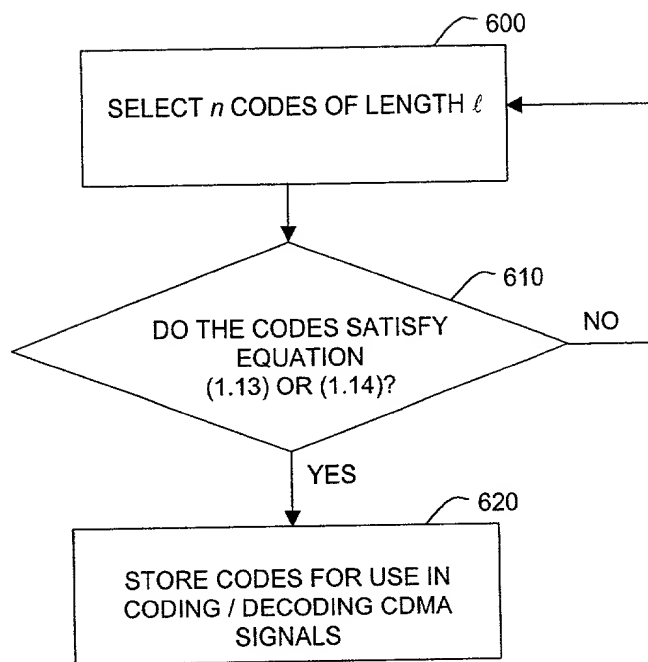 600
SELECT n CODES OF LENGTH ℓ
610
DO THE CODES SATISFY
EQUATION
(1.13) OR (1.14)?
NO
YES
620
STORE CODES FOR USE IN
CODING / DECODING CDMA
SIGNALS